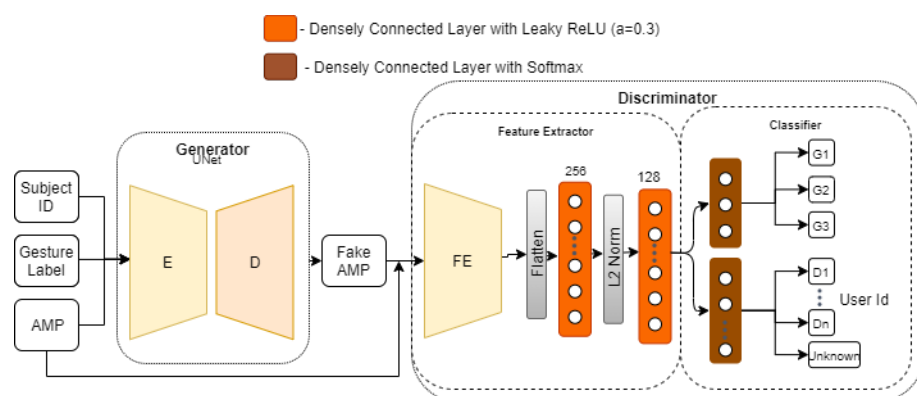 - Densely Connected Layer with Leaky ReLU (a=0.3)
- Densely Connected Layer with Softmax
Discriminator
Feature Extractor
Classifier
Generator
UNet
Subject
ID
Gesture
Label
AMP
E
D
Fake
AMP
FE
Flatten
256
L2 Norm
128
G1
G2
G3
D1
User Id
Dn
Unknown